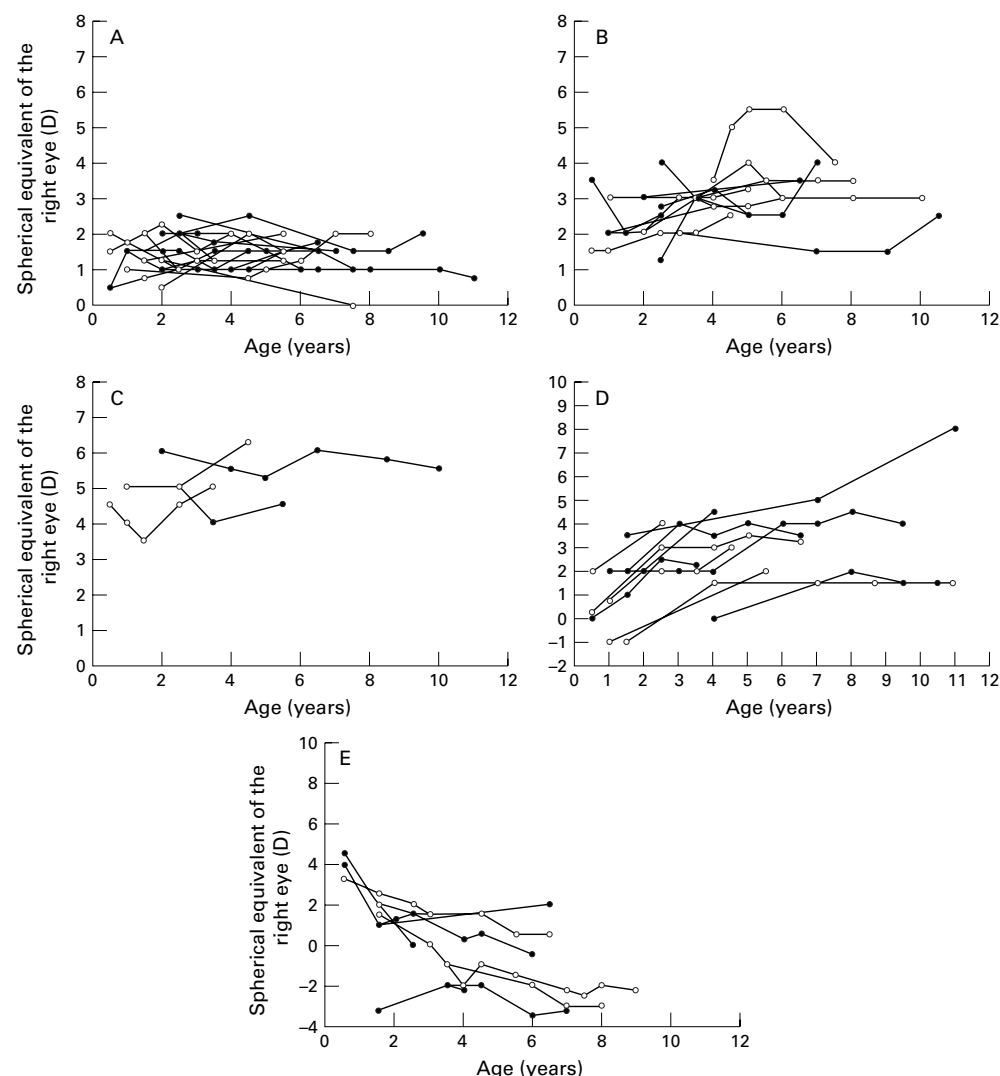 A
8
7
6
5
4
3
2
1
0
Spherical equivalent of the
right eye (D)
0 2 4 6 8 10 12
Age (years)
B
8
7
6
5
4
3
2
1
0
0 2 4 6 8 10 12
Age (years)
C
8
7
6
5
4
3
2
1
0
Spherical equivalent of the
right eye (D)
0 2 4 6 8 10 12
Age (years)
D
10
9
8
7
6
5
4
3
2
1
0
–1
–2
0 1 2 3 4 5 6 7 8 9 10 11 12
Age (years)
E
10
8
6
4
2
0
–2
–4
Spherical equivalent of the
right eye (D)
0 2 4 6 8 10 12
Age (years)